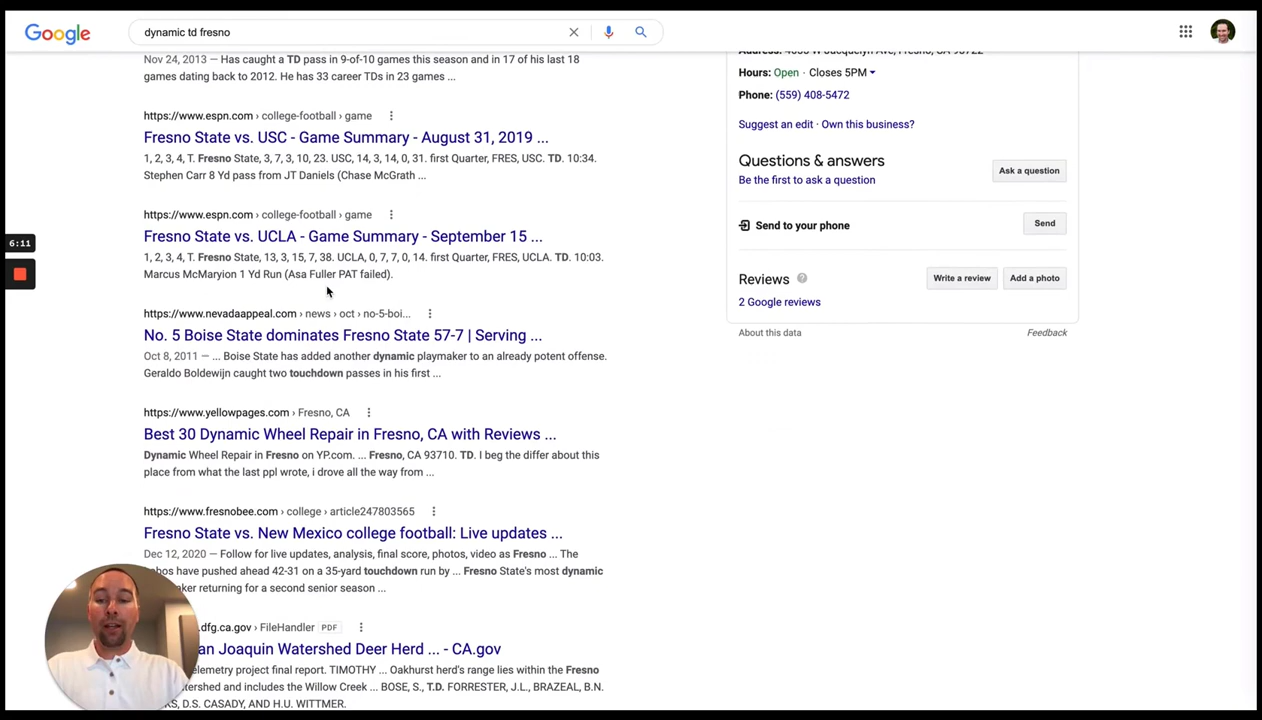 Google
dynamic td fresno
Nov 24, 2013 — Has caught a TD pass in 9-of-10 games this season and in 17 of his last 18
games dating back to 2012. He has 33 career TDs in 23 games ...
https://www.espn.com › college-football › game
Fresno State vs. USC - Game Summary - August 31, 2019 ...
1, 2, 3, 4, T. Fresno State, 3, 7, 3, 10, 23. USC, 14, 3, 14, 0, 31. first Quarter, FRES, USC. TD. 10:34.
Stephen Carr 8 Yd pass from JT Daniels (Chase McGrath ...
https://www.espn.com › college-football › game
Fresno State vs. UCLA - Game Summary - September 15 ...
1, 2, 3, 4, T. Fresno State, 13, 3, 15, 7, 38. UCLA, 0, 7, 7, 0, 14. first Quarter, FRES, UCLA. TD. 10:03.
Marcus McMaryion 1 Yd Run (Asa Fuller PAT failed).
https://www.nevadaappeal.com › news › oct › no-5-boi...
No. 5 Boise State dominates Fresno State 57-7 | Serving ...
Oct 8, 2011 — ... Boise State has added another dynamic playmaker to an already potent offense.
Geraldo Boldewijn caught two touchdown passes in his first ...
https://www.yellowpages.com › Fresno, CA
Best 30 Dynamic Wheel Repair in Fresno, CA with Reviews ...
Dynamic Wheel Repair in Fresno on YP.com. ... Fresno, CA 93710. TD. I beg the differ about this
place from what the last ppl wrote, i drove all the way from ...
https://www.fresnobee.com › college › article247803565
Fresno State vs. New Mexico college football: Live updates ...
Dec 12, 2020 — Follow for live updates, analysis, final score, photos, video as Fresno ... The
obos have pushed ahead 42-31 on a 35-yard touchdown run by ... Fresno State's most dynamic
aker returning for a second senior season ...
.dfg.ca.gov › FileHandler PDF
an Joaquin Watershed Deer Herd ... - CA.gov
elemetry project final report. TIMOTHY ... Oakhurst herd's range lies within the Fresno
tershed and includes the Willow Creek ... BOSE, S., T.D. FORRESTER, J.L., BRAZEAL, B.N.
KS, D.S. CASADY, AND H.U. WITTMER.
Address: 4685 W Jacquelyn Ave, Fresno, CA 93722
Hours: Open · Closes 5PM
Phone: (559) 408-5472
Suggest an edit · Own this business?
Questions & answers
Be the first to ask a question
Ask a question
Send to your phone
Send
Reviews
Write a review
Add a photo
2 Google reviews
About this data
Feedback
6:11